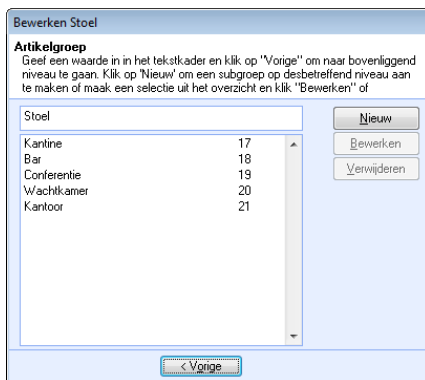 Bewerken Stoel
Artikelgroep
Geef een waarde in in het tekstkader en klik op "Vorige" om naar bovenliggend
niveau te gaan. Klik op 'Nieuw' om een subgroep op desbetreffend niveau aan
te maken of maak een selectie uit het overzicht en klik "Bewerken" of
Stoel
Nieuw
Kantine 17
Bewerken
Bar 18
Verwijderen
Conferentie 19
Wachtkamer 20
Kantoor 21
< Vorige